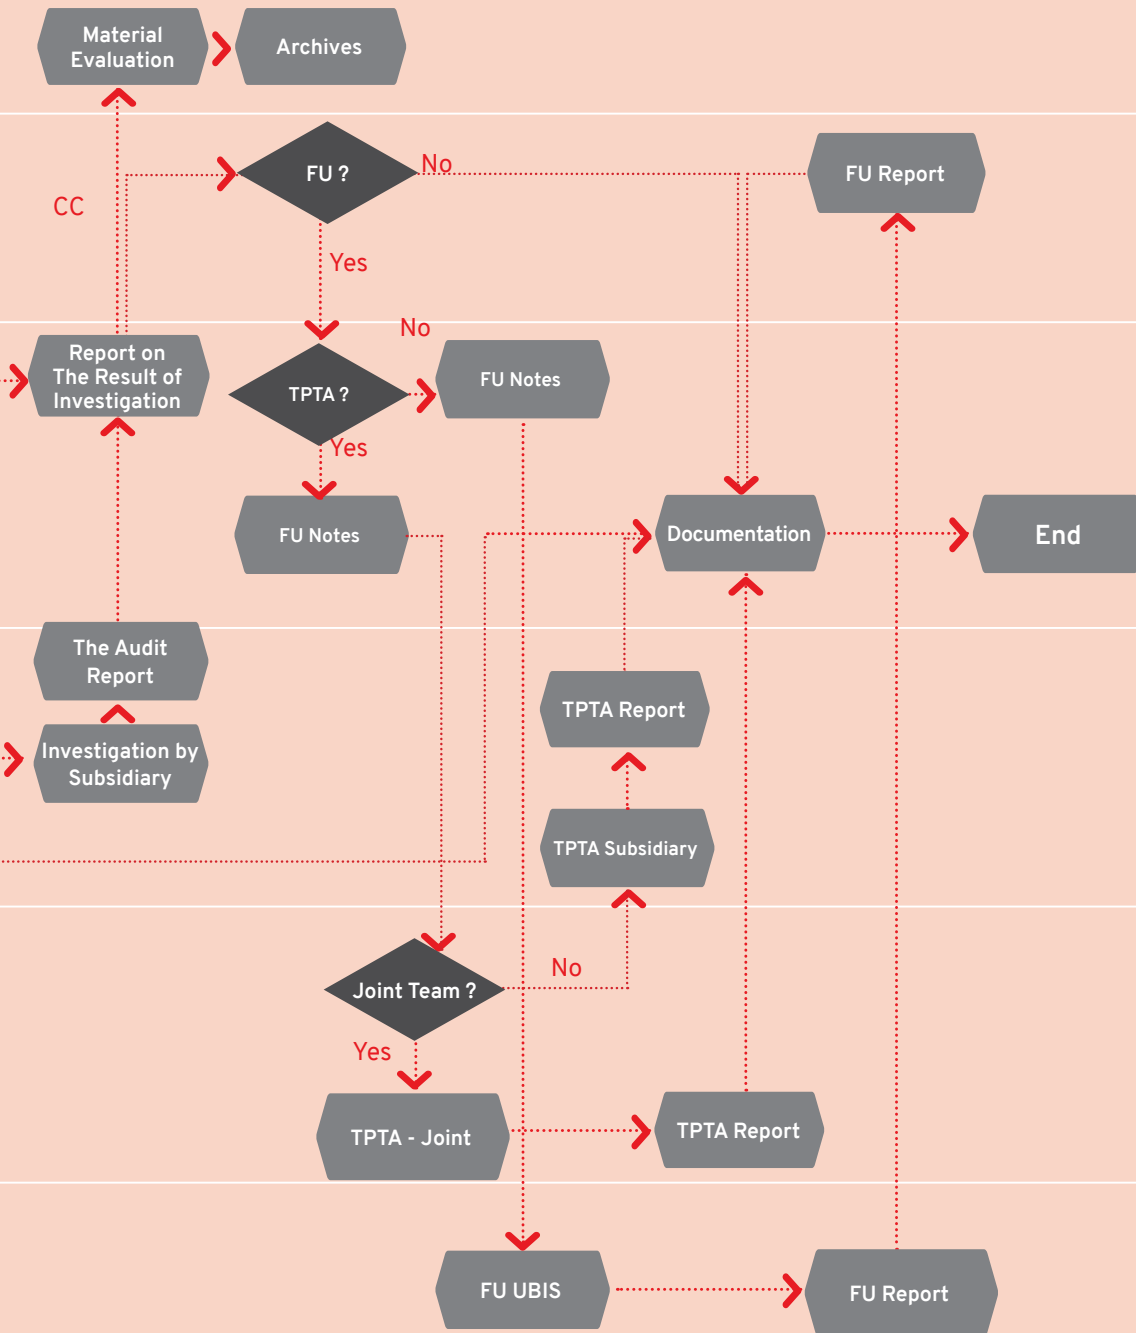 Material
Evaluation
Archives
FU ?
No
FU Report
CC
Yes
No
Report on
The Result of
Investigation
TPTA ?
FU Notes
Yes
FU Notes
Documentation
End
The Audit
Report
TPTA Report
Investigation by
Subsidiary
TPTA Subsidiary
Joint Team ?
No
Yes
TPTA - Joint
TPTA Report
FU UBIS
FU Report